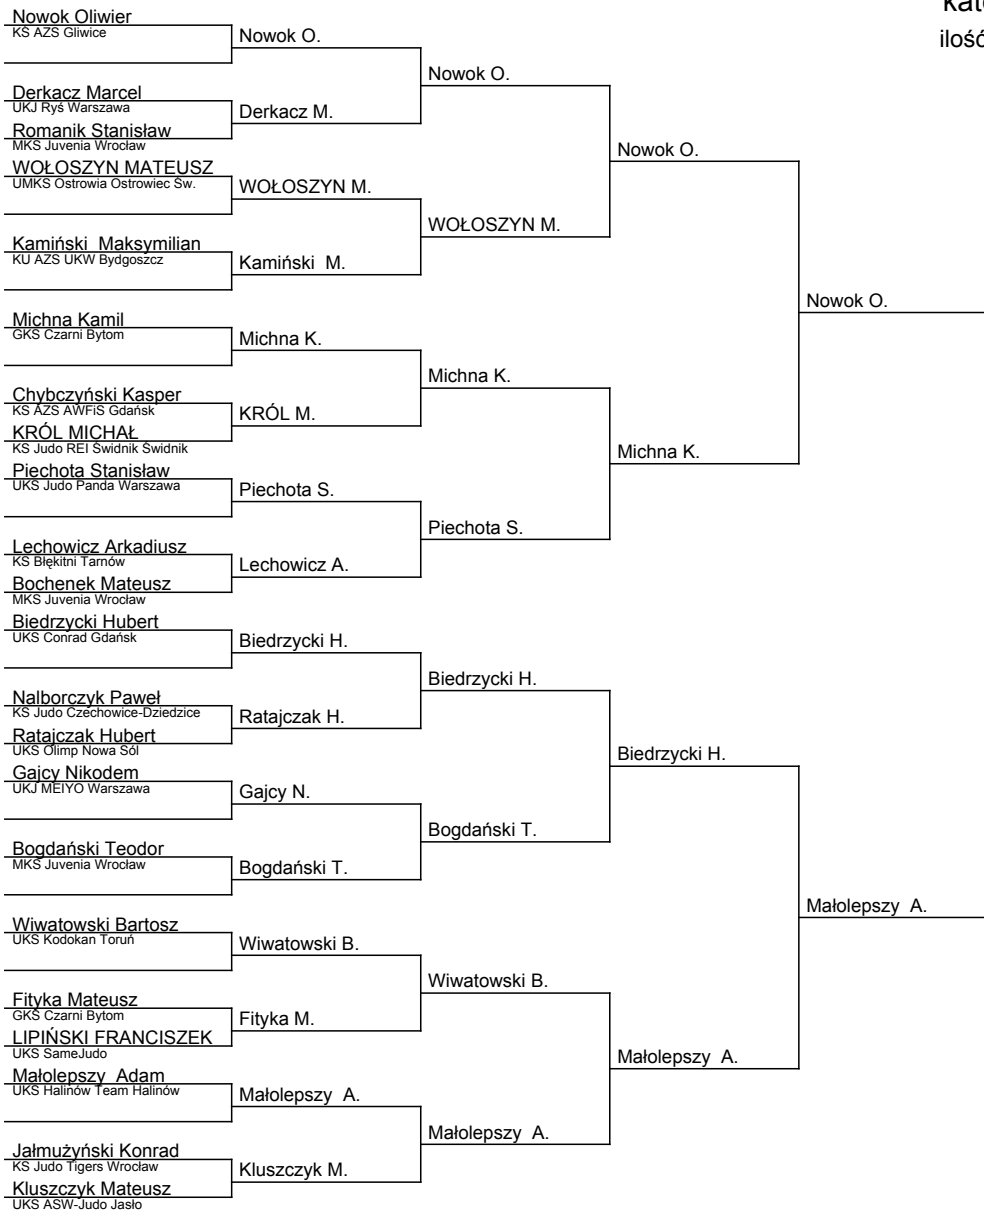 kat
ilość
Nowok Oliwier
KS AZS Gliwice
Derkacz Marcel
UKJ Ryś Warszawa
Romanik Stanisław
MKS Juvenia Wrocław
WOŁOSZYN MATEUSZ
UMKS Ostrowia Ostrowiec Św.
Kamiński  Maksymilian
KU AZS UKW Bydgoszcz
Michna Kamil
GKS Czarni Bytom
Chybczyński Kasper
KS AZS AWFiS Gdańsk
KRÓL MICHAŁ
KS Judo REI Świdnik Świdnik
Piechota Stanisław
UKS Judo Panda Warszawa
Lechowicz Arkadiusz
KS Błękitni Tarnów
Bochenek Mateusz
MKS Juvenia Wrocław
Biedrzycki Hubert
UKS Conrad Gdańsk
Nalborczyk Paweł
KS Judo Czechowice-Dziedzice
Ratajczak Hubert
UKS Olimp Nowa Sól
Gajcy Nikodem
UKJ MEIYO Warszawa
Bogdański Teodor
MKS Juvenia Wrocław
Wiwatowski Bartosz
UKS Kodokan Toruń
Fityka Mateusz
GKS Czarni Bytom
LIPIŃSKI FRANCISZEK
UKS SameJudo
Małolepszy  Adam
UKS Halinów Team Halinów
Jałmużyński Konrad
KS Judo Tigers Wrocław
Kluszczyk Mateusz
UKS ASW-Judo Jasło
Nowok O.
Derkacz M.
WOŁOSZYN M.
Kamiński  M.
Michna K.
KRÓL M.
Piechota S.
Lechowicz A.
Biedrzycki H.
Ratajczak H.
Gajcy N.
Bogdański T.
Wiwatowski B.
Fityka M.
Małolepszy  A.
Kluszczyk M.
Nowok O.
WOŁOSZYN M.
Michna K.
Piechota S.
Biedrzycki H.
Bogdański T.
Wiwatowski B.
Małolepszy  A.
Nowok O.
Michna K.
Biedrzycki H.
Małolepszy  A.
Nowok O.
Małolepszy  A.